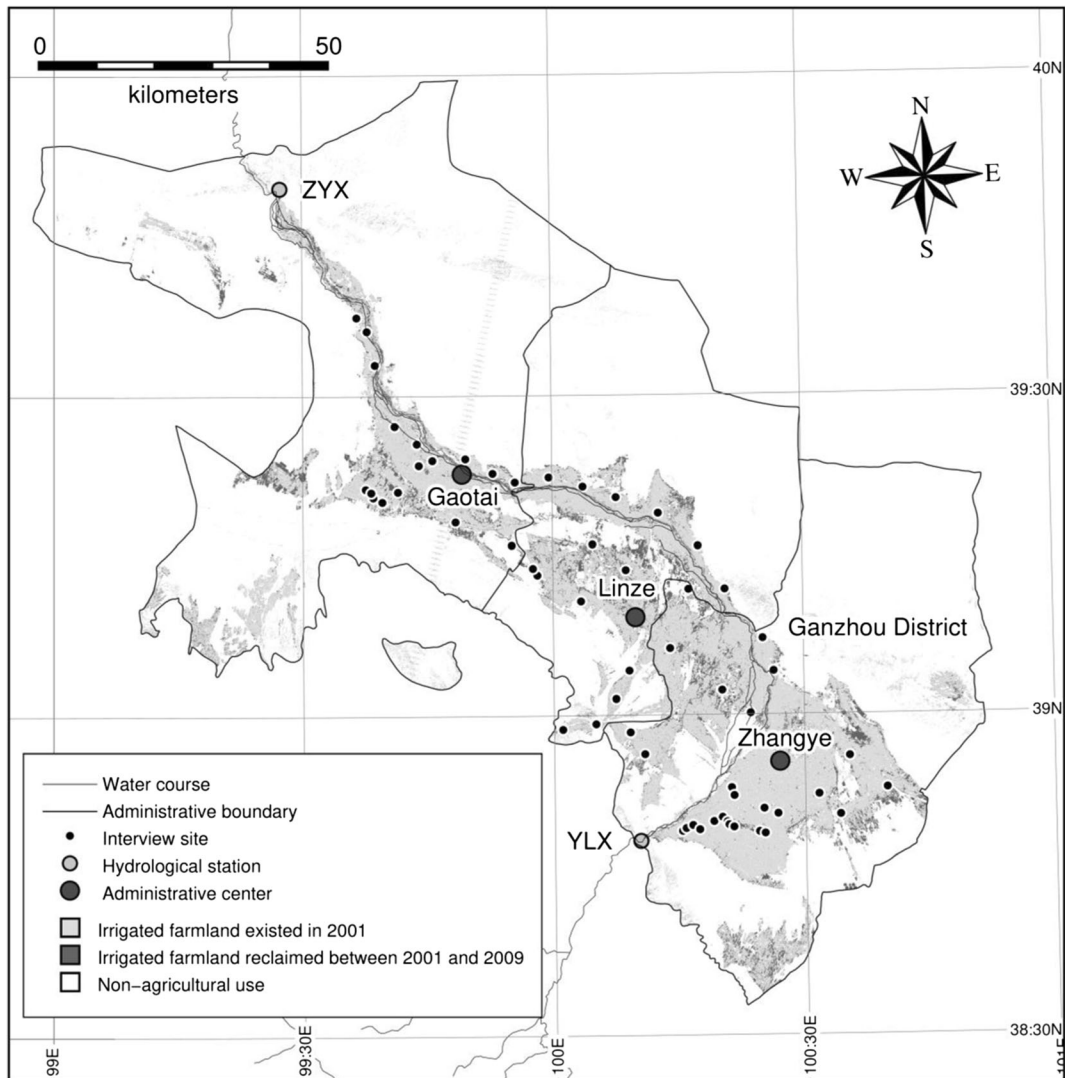 0 50
kilometers
40N
N
W E
S
ZYX
39:30N
Gaotai
Linze
Ganzhou District
39N
Zhangye
YLX
Water course
Administrative boundary
Interview site
Hydrological station
Administrative center
Irrigated farmland existed in 2001
Irrigated farmland reclaimed between 2001 and 2009
Non-agricultural use
38:30N
99E
99:30E
100E
100:30E
101E